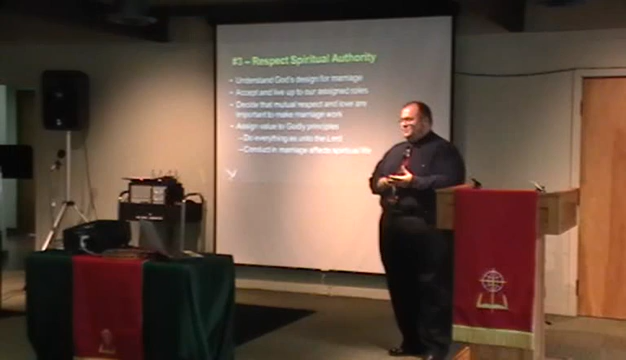 #3 – Respect Spiritual Authority
• Understand God's design for marriage
• Accept and live up to our assigned roles
• Decide that mutual respect and love are
important to make marriage work
• Assign value to Godly principles
–Do everything as unto the Lord
–Conduct in marriage affects spiritual life